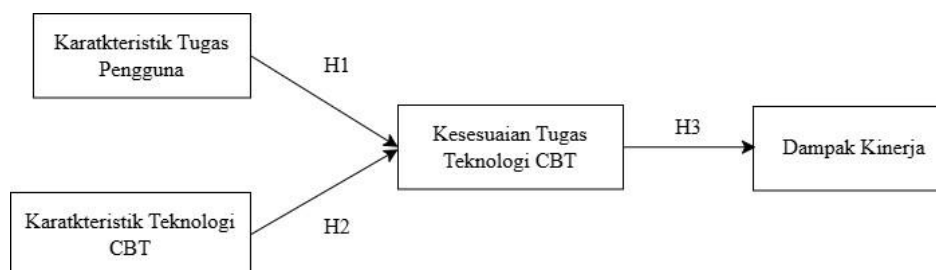 Karatkteristik Tugas
Pengguna
H1
Kesesuaian Tugas
Teknologi CBT
H3
Dampak Kinerja
Karatkteristik Teknologi
CBT
H2